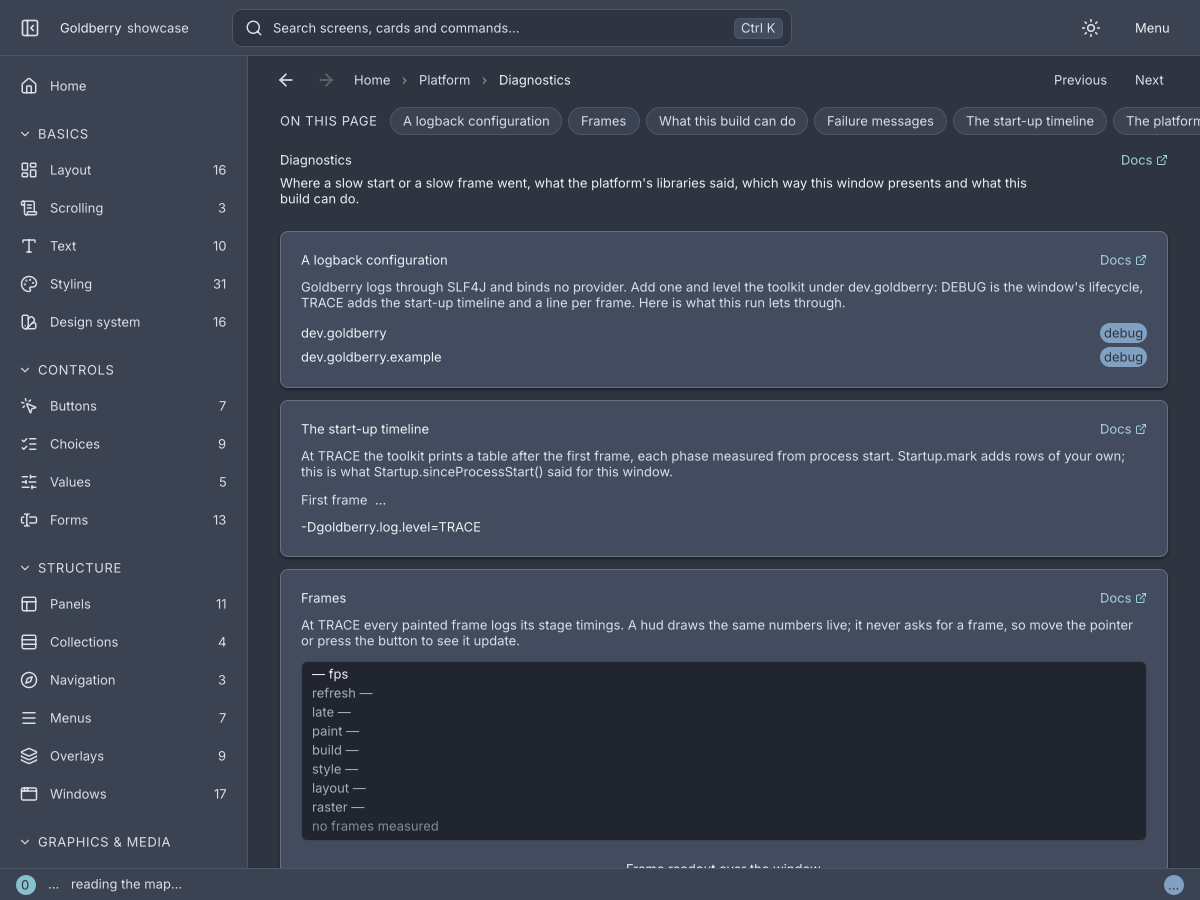 Goldberry showcase
Search screens, cards and commands...
Ctrl K
Menu
Home
BASICS
Layout 16
Scrolling 3
Text 10
Styling 31
Design system 16
CONTROLS
Buttons 7
Choices 9
Values 5
Forms 13
STRUCTURE
Panels 11
Collections 4
Navigation 3
Menus 7
Overlays 9
Windows 17
GRAPHICS & MEDIA
Home › Platform › Diagnostics
Previous Next
ON THIS PAGE
A logback configuration
Frames
What this build can do
Failure messages
The start-up timeline
The platform
Diagnostics
Docs
Where a slow start or a slow frame went, what the platform's libraries said, which way this window presents and what this
build can do.
A logback configuration
Docs
Goldberry logs through SLF4J and binds no provider. Add one and level the toolkit under dev.goldberry: DEBUG is the window's lifecycle,
TRACE adds the start-up timeline and a line per frame. Here is what this run lets through.
dev.goldberry debug
dev.goldberry.example debug
The start-up timeline
Docs
At TRACE the toolkit prints a table after the first frame, each phase measured from process start. Startup.mark adds rows of your own;
this is what Startup.sinceProcessStart() said for this window.
First frame ...
-Dgoldberry.log.level=TRACE
Frames
Docs
At TRACE every painted frame logs its stage timings. A hud draws the same numbers live; it never asks for a frame, so move the pointer
or press the button to see it update.
— fps
refresh —
late —
paint —
build —
style —
layout —
raster —
no frames measured
Frame readout over the window
0 ... reading the map...
...